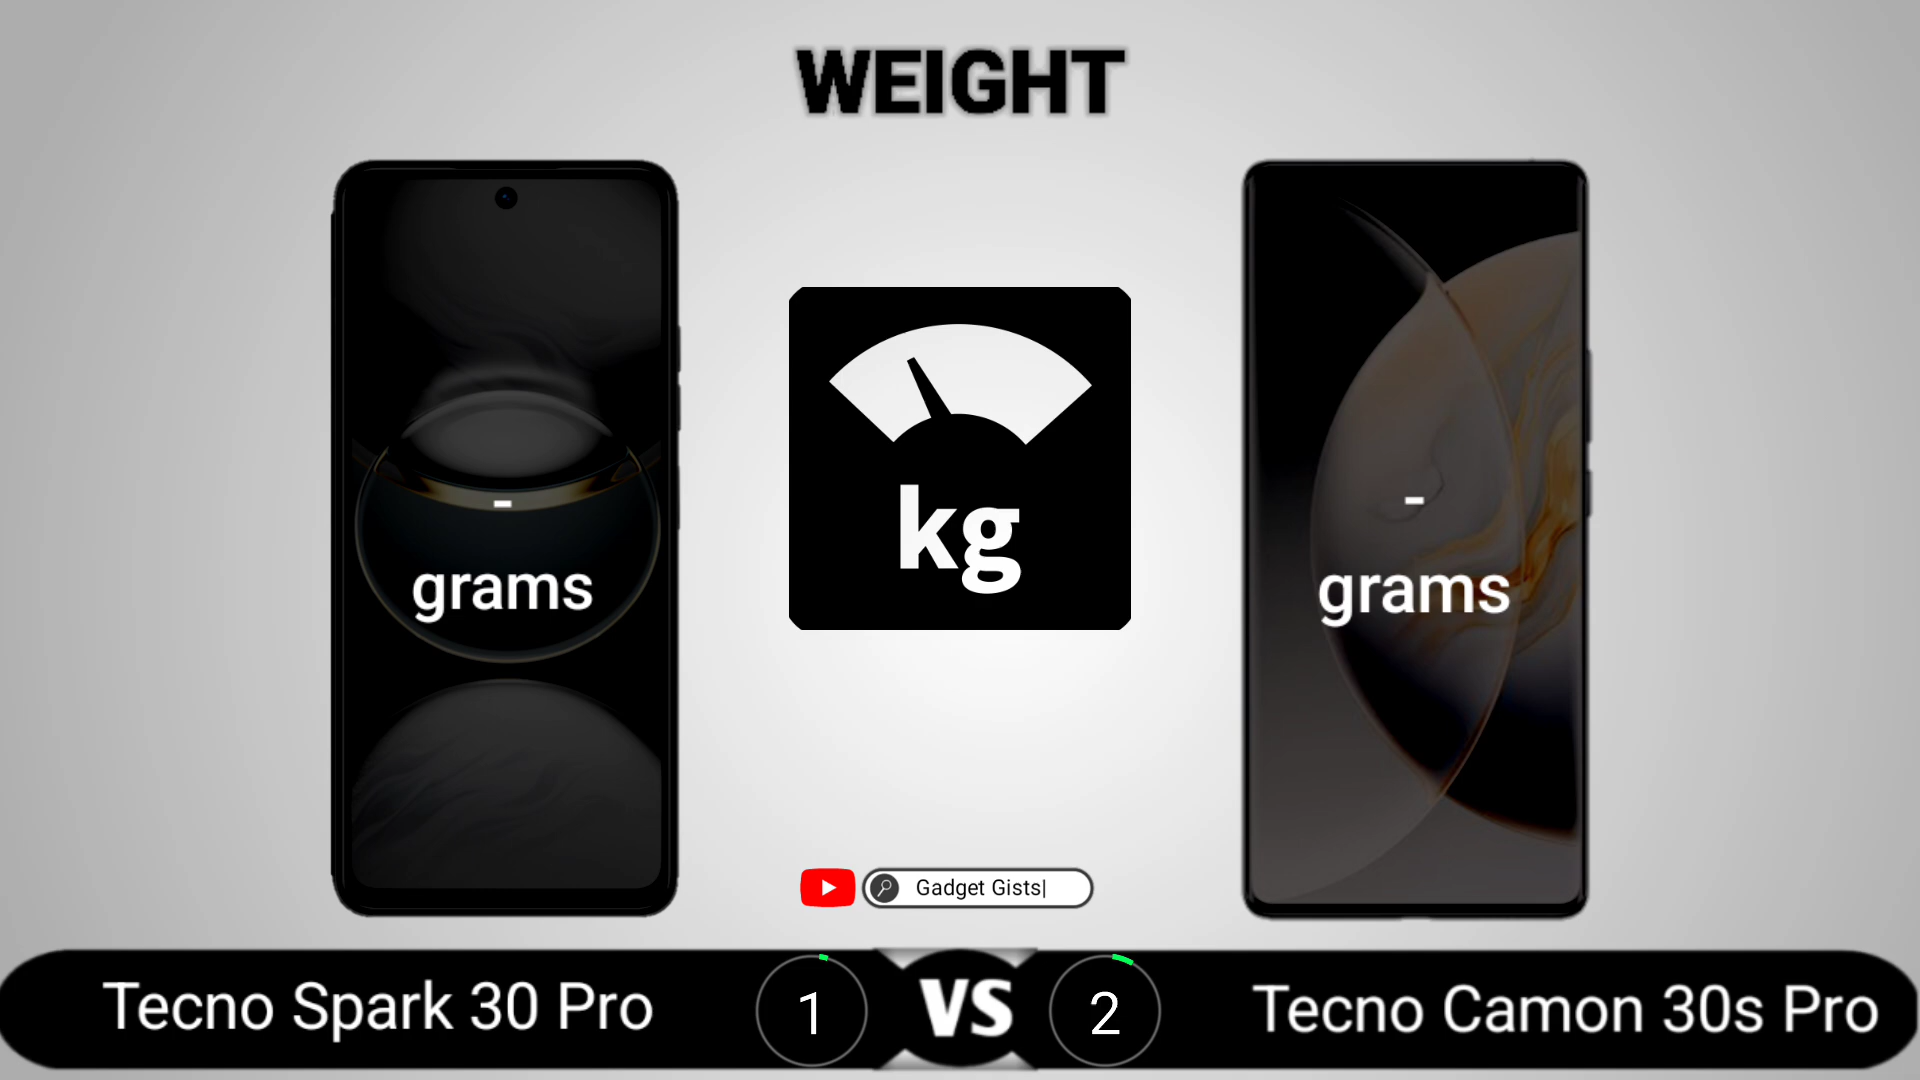 WEIGHT
-
grams
kg
-
grams
Gadget Gists|
Tecno Spark 30 Pro
1
VS
2
Tecno Camon 30s Pro